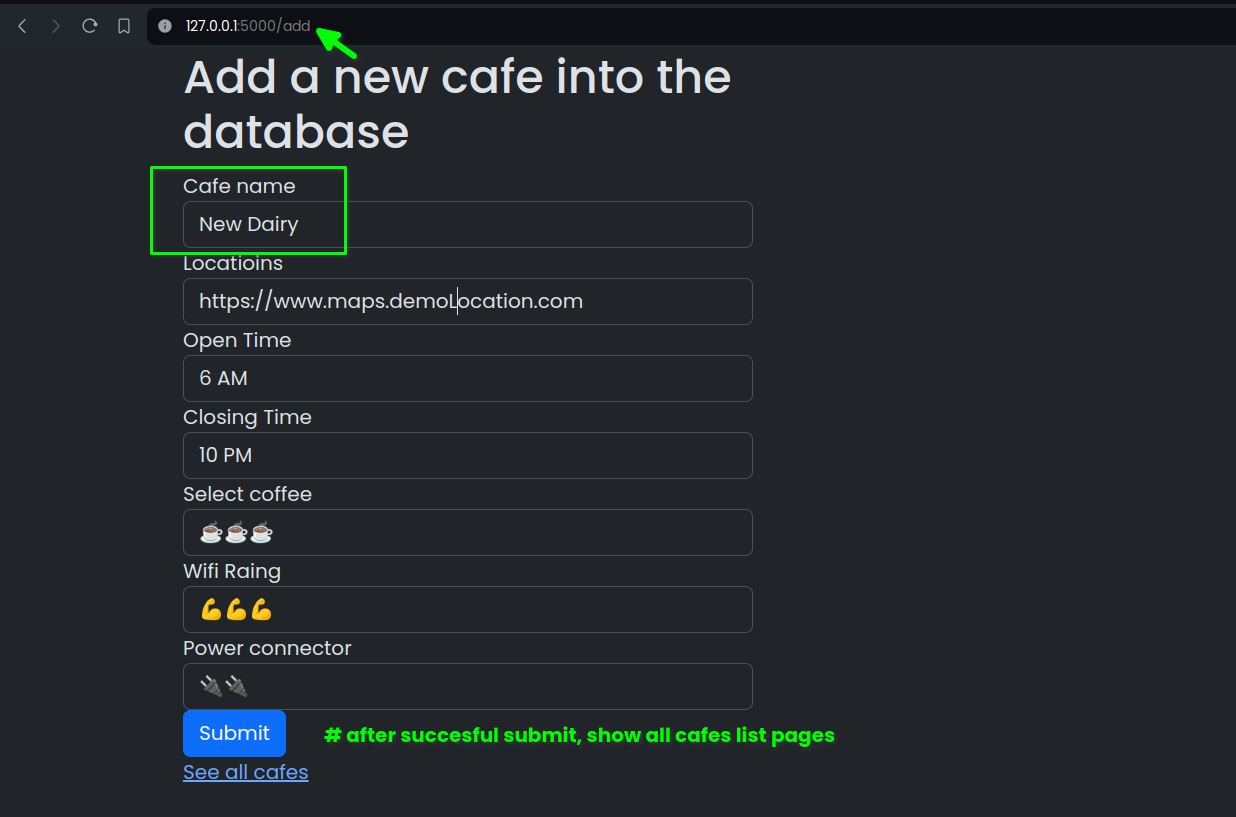 127.0.0.1:5000/add
Add a new cafe into the
database
Cafe name
New Dairy
Locatioins
https://www.maps.demoLocation.com
Open Time
6 AM
Closing Time
10 PM
Select coffee
☕☕☕
Wifi Raing
💪💪💪
Power connector
🔌🔌
Submit # after succesful submit, show all cafes list pages
See all cafes